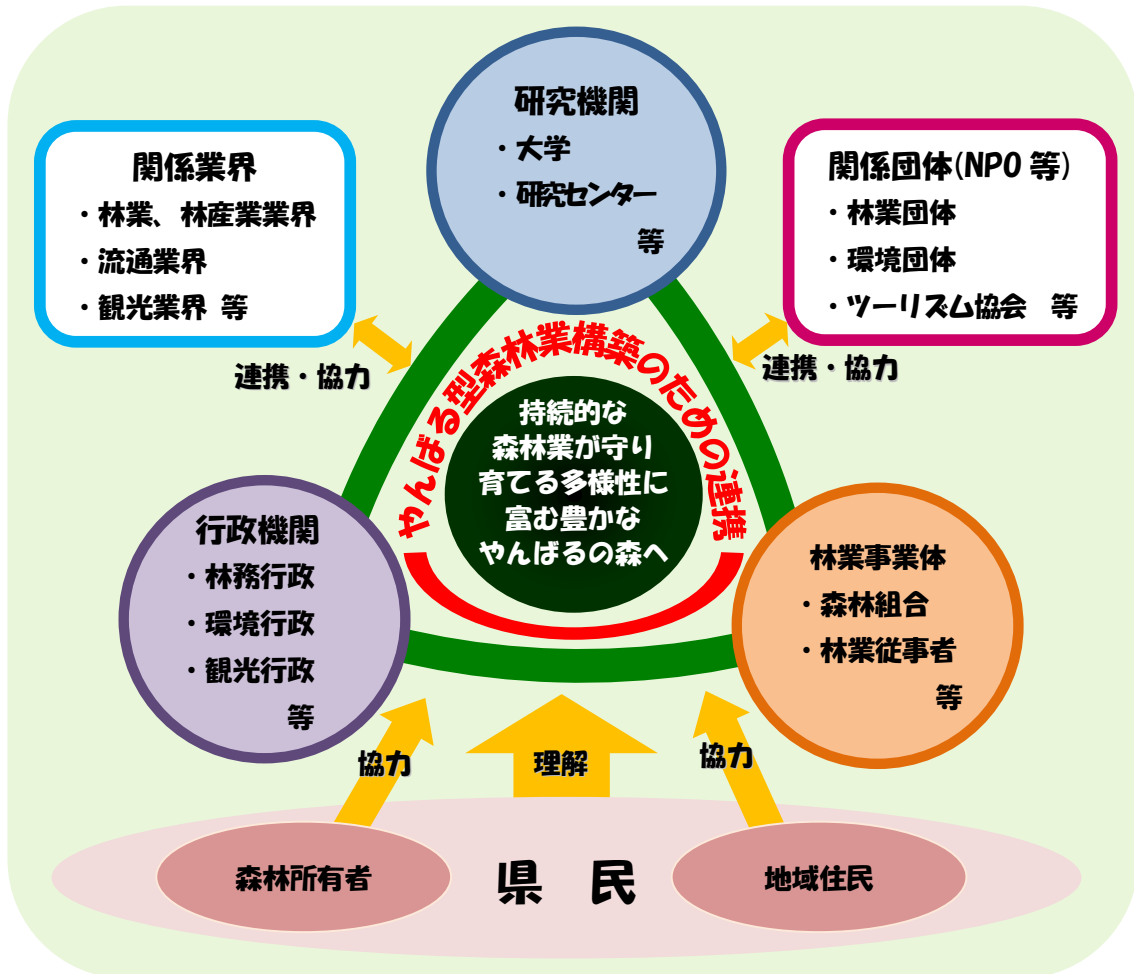 研究機関
・大学
・研究センター
等
関係業界
・林業、林産業業界
・流通業界
・観光業界 等
関係団体(NPO 等)
・林業団体
・環境団体
・ツーリズム協会 等
連携・協力
連携・協力
やんばる型森林業構築のための連携
持続的な
森林業が守り
育てる多様性に
富む豊かな
やんばるの森へ
行政機関
・林務行政
・環境行政
・観光行政
等
林業事業体
・森林組合
・林業従事者
等
協力
理解
協力
森林所有者
県 民
地域住民